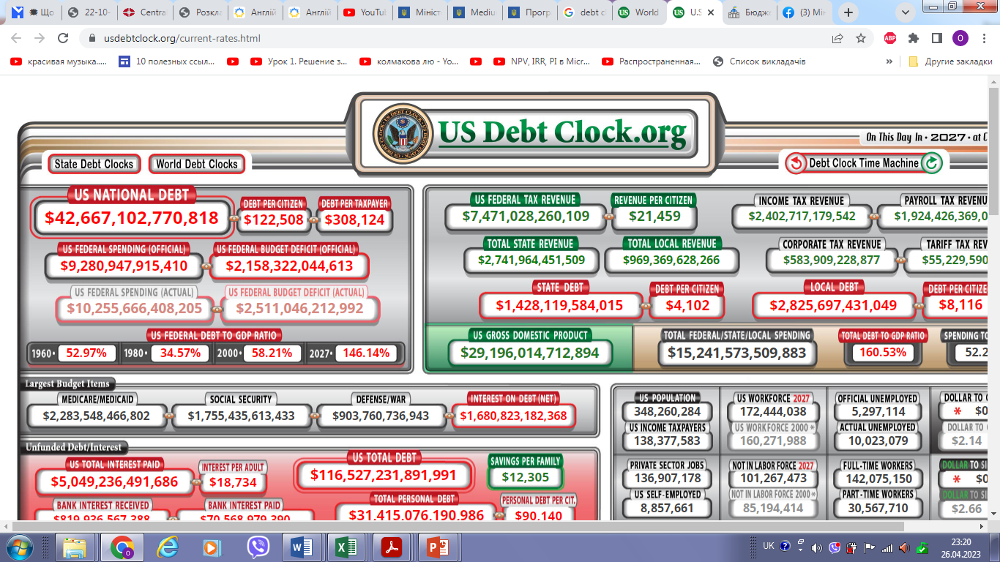 Що
22-10-
Centra
Розкла
Англій
Англій
YouTu
Мініст
Mediu
Прогр
debt cl
World
U.S
Бюдже
(3) Мін
usdebtclock.org/current-rates.html
ABP
O
красивая музыка.....
10 полезных ссыл...
Урок 1. Решение з...
колмакова лю - Yo...
NPV, IRR, PI в Micr...
Распространенная...
Список викладачів
»
Другие закладки
US Debt Clock.org
On This Day In • 2027 • at C
State Debt Clocks
World Debt Clocks
Debt Clock Time Machine
US NATIONAL DEBT
$42,667,102,770,818
DEBT PER CITIZEN
$122,508
DEBT PER TAXPAYER
$308,124
US FEDERAL SPENDING (OFFICIAL)
$9,280,947,915,410
US FEDERAL BUDGET DEFICIT (OFFICIAL)
$2,158,322,044,613
US FEDERAL SPENDING (ACTUAL)
$10,255,666,408,205
US FEDERAL BUDGET DEFICIT (ACTUAL)
$2,511,046,212,992
US FEDERAL DEBT TO GDP RATIO
1960• 52.97% 1980• 34.57% 2000• 58.21% 2027• 146.14%
US FEDERAL TAX REVENUE
$7,471,028,260,109
REVENUE PER CITIZEN
$21,459
INCOME TAX REVENUE
$2,402,717,179,542
PAYROLL TAX REVENU
$1,924,426,369,0
TOTAL STATE REVENUE
$2,741,964,451,509
TOTAL LOCAL REVENUE
$969,369,628,266
CORPORATE TAX REVENUE
$583,909,228,877
TARIFF TAX REV
$55,229,590
STATE DEBT
$1,428,119,584,015
DEBT PER CITIZEN
$4,102
LOCAL DEBT
$2,825,697,431,049
DEBT PER CITIZEN
$8,116
US GROSS DOMESTIC PRODUCT
$29,196,014,712,894
TOTAL FEDERAL/STATE/LOCAL SPENDING
$15,241,573,509,883
TOTAL DEBT TO GDP RATIO
160.53%
SPENDING TO
52.2
Largest Budget Items
MEDICARE/MEDICAID
$2,283,548,466,802
SOCIAL SECURITY
$1,755,435,613,433
DEFENSE/WAR
$903,760,736,943
INTEREST ON DEBT (NET)
$1,680,823,182,368
Unfunded Debt/Interest
US TOTAL INTEREST PAID
$5,049,236,491,686
INTEREST PER ADULT
$18,734
US TOTAL DEBT
$116,527,231,891,991
SAVINGS PER FAMILY
$12,305
BANK INTEREST RECEIVED
$819,936,567,388
BANK INTEREST PAID
$70,568,979,390
TOTAL PERSONAL DEBT
$31,415,076,190,986
PERSONAL DEBT PER CIT.
$90,140
US POPULATION
348,260,284
US WORKFORCE 2027
172,444,038
OFFICIAL UNEMPLOYED
5,297,114
DOLLAR TO
* $0
US INCOME TAXPAYERS
138,377,583
US WORKFORCE 2000*
160,271,988
ACTUAL UNEMPLOYED
10,023,079
DOLLAR TO
$2.14
PRIVATE SECTOR JOBS
136,907,178
NOT IN LABOR FORCE 2027
101,267,473
FULL-TIME WORKERS
142,075,150
DOLLAR TO SI
* $0
US SELF-EMPLOYED
8,857,661
NOT IN LABOR FORCE 2000*
85,194,414
PART-TIME WORKERS
30,567,710
DOLLAR TO SI
$2.66
UK
23:20
26.04.2023